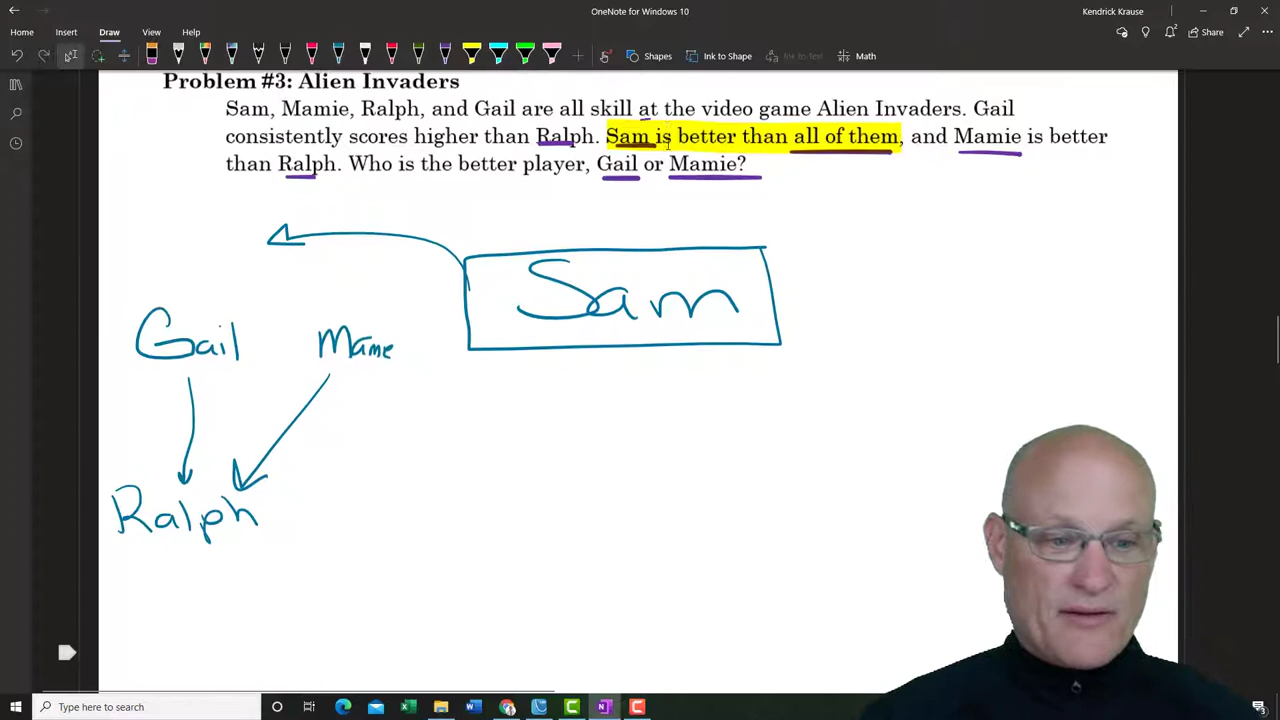 OneNote for Windows 10
Kendrick Krause
Home
Insert
Draw
View
Help
Shapes
Ink to Shape
Ink to Text
Math
Share
Problem #3: Alien Invaders
Sam, Mamie, Ralph, and Gail are all skill at the video game Alien Invaders. Gail
consistently scores higher than Ralph. Sam is better than all of them, and Mamie is better
than Ralph. Who is the better player, Gail or Mamie?
Sam
Gail Mame
Ralph
Type here to search